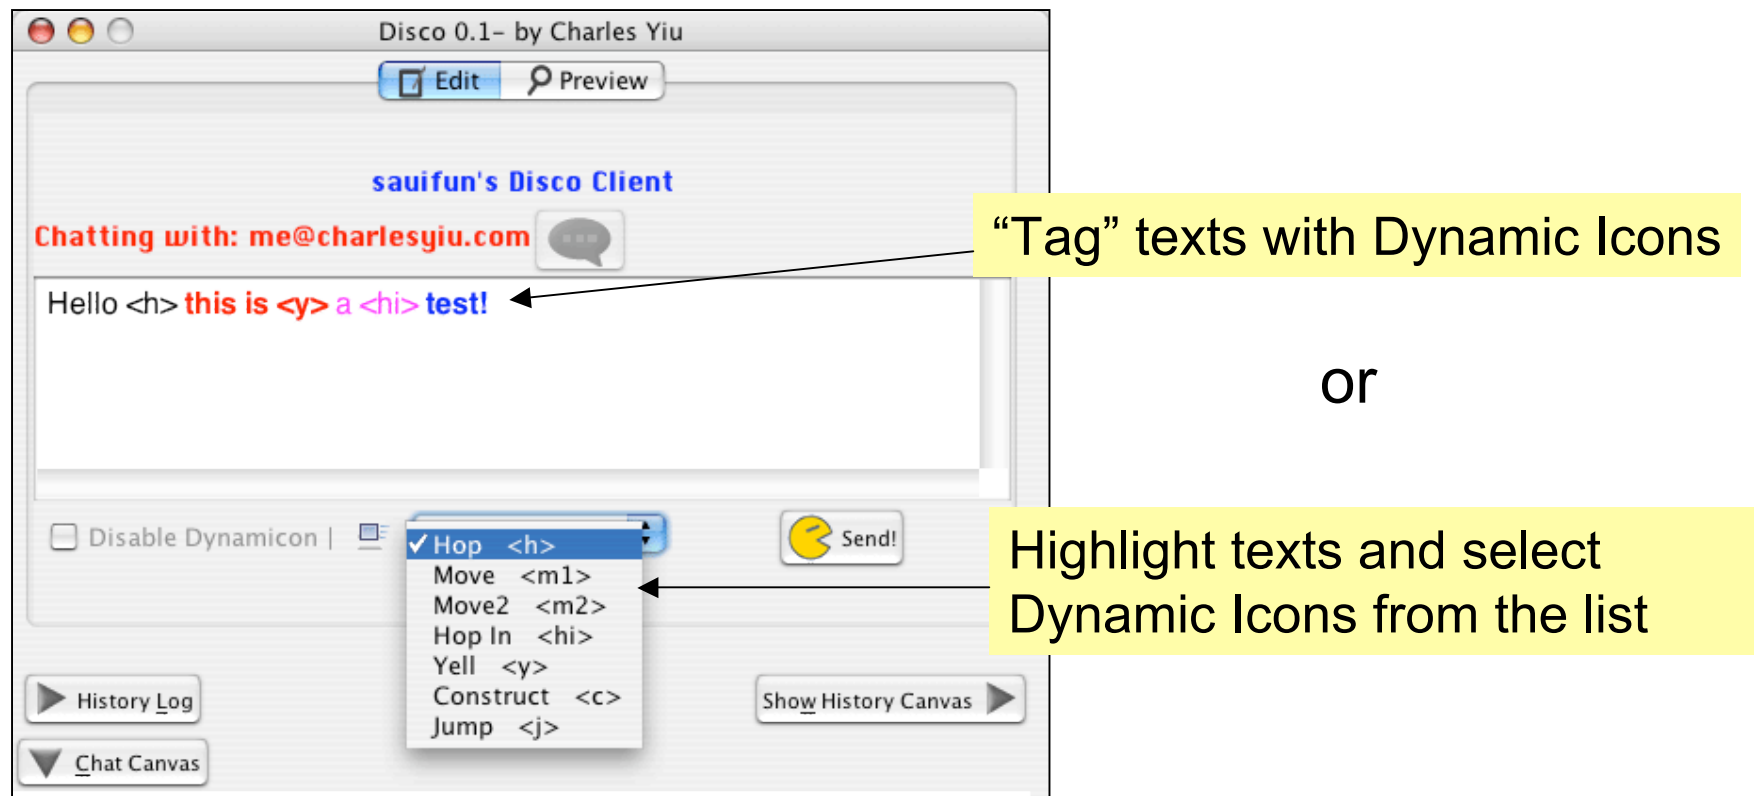 Disco 0.1– by Charles Yiu
Edit
Preview
sauifun's Disco Client
Chatting with: me@charlesyiu.com
“Tag” texts with Dynamic Icons
Hello <h> this is <y> a <hi> test!
or
Disable Dynamicon |
Send!
Highlight texts and select
Dynamic Icons from the list
✓Hop <h>
Move <m1>
Move2 <m2>
Hop In <hi>
Yell <y>
Construct <c>
Jump <j>
History Log
Show History Canvas
Chat Canvas